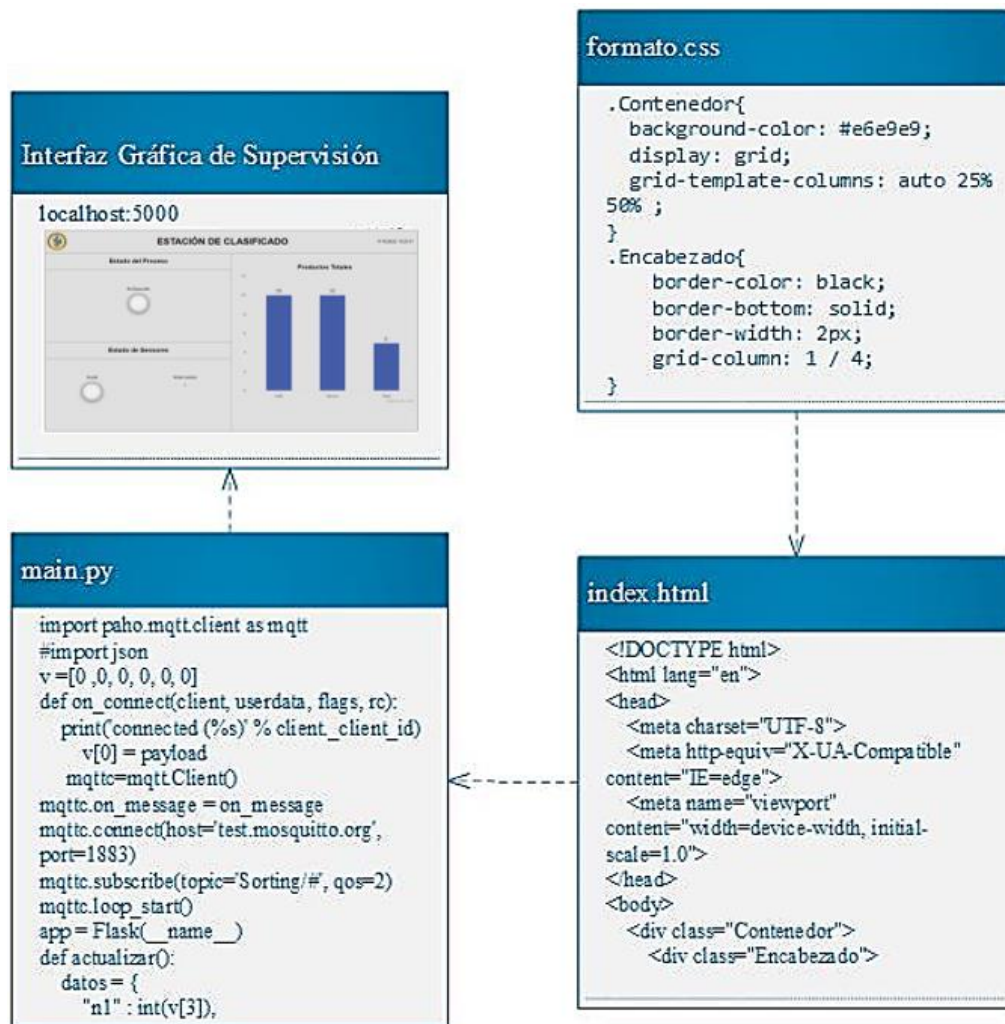 Interfaz Gráfica de Supervisión
localhost:5000
ESTACIÓN DE CLASIFICADO
Estado del Proceso
Productos Totales
Estado de Sensores
formato.css
.Contenedor{
background-color: #e6e9e9;
display: grid;
grid-template-columns: auto 25%
50% ;
}
.Encabezado{
border-color: black;
border-bottom: solid;
border-width: 2px;
grid-column: 1 / 4;
}
main.py
import paho.mqtt.client as mqtt
#import json
v =[0 ,0, 0, 0, 0, 0]
def on_connect(client, userdata, flags, rc):
print('connected (%s)' % client._client_id)
v[0] = payload
mqttc=mqtt.Client()
mqttc.on_message = on_message
mqttc.connect(host='test.mosquitto.org',
port=1883)
mqttc.subscribe(topic='Sorting/#', qos=2)
mqttc.loop_start()
app = Flask(__name__)
def actualizar():
datos = {
"n1" : int(v[3]),
index.html
<!DOCTYPE html>
<html lang="en">
<head>
<meta charset="UTF-8">
<meta http-equiv="X-UA-Compatible"
content="IE=edge">
<meta name="viewport"
content="width=device-width, initial-
scale=1.0">
</head>
<body>
<div class="Contenedor">
<div class="Encabezado">